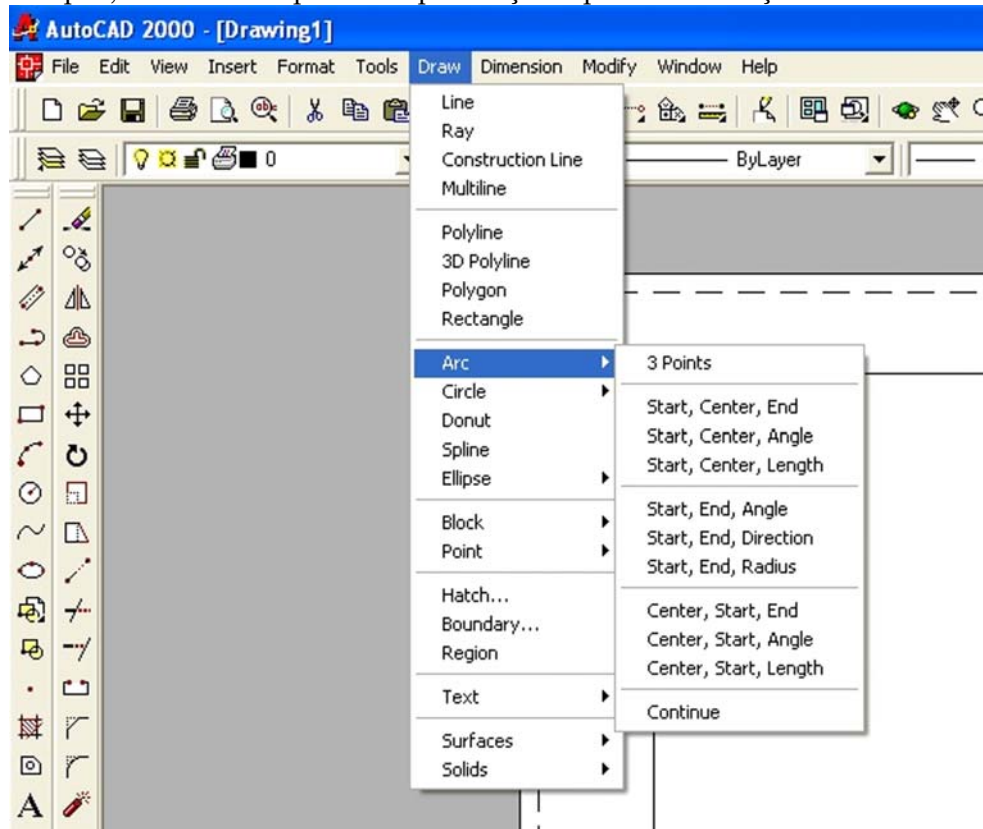 AutoCAD 2000 - [Drawing1]
File Edit View Insert Format Tools Draw Dimension Modify Window Help
0
ByLayer
Line
Ray
Construction Line
Multiline
Polyline
3D Polyline
Polygon
Rectangle
Arc
Circle
Donut
Spline
Ellipse
Block
Point
Hatch...
Boundary...
Region
Text
Surfaces
Solids
3 Points
Start, Center, End
Start, Center, Angle
Start, Center, Length
Start, End, Angle
Start, End, Direction
Start, End, Radius
Center, Start, End
Center, Start, Angle
Center, Start, Length
Continue
A